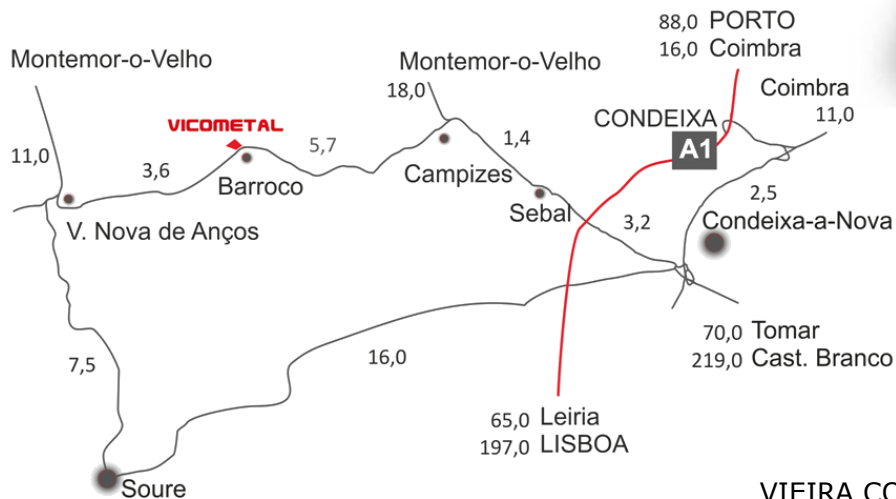 88,0 PORTO
16,0 Coimbra
Montemor-o-Velho
Montemor-o-Velho
18,0
Coimbra
11,0
CONDEIXA
A1
VICOMETAL
11,0
3,6
5,7
1,4
Barroco
Campizes
Sebal
2,5
3,2
Condeixa-a-Nova
V. Nova de Anços
7,5
16,0
70,0 Tomar
219,0 Cast. Branco
65,0 Leiria
197,0 LISBOA
Soure
VIEIRA CO